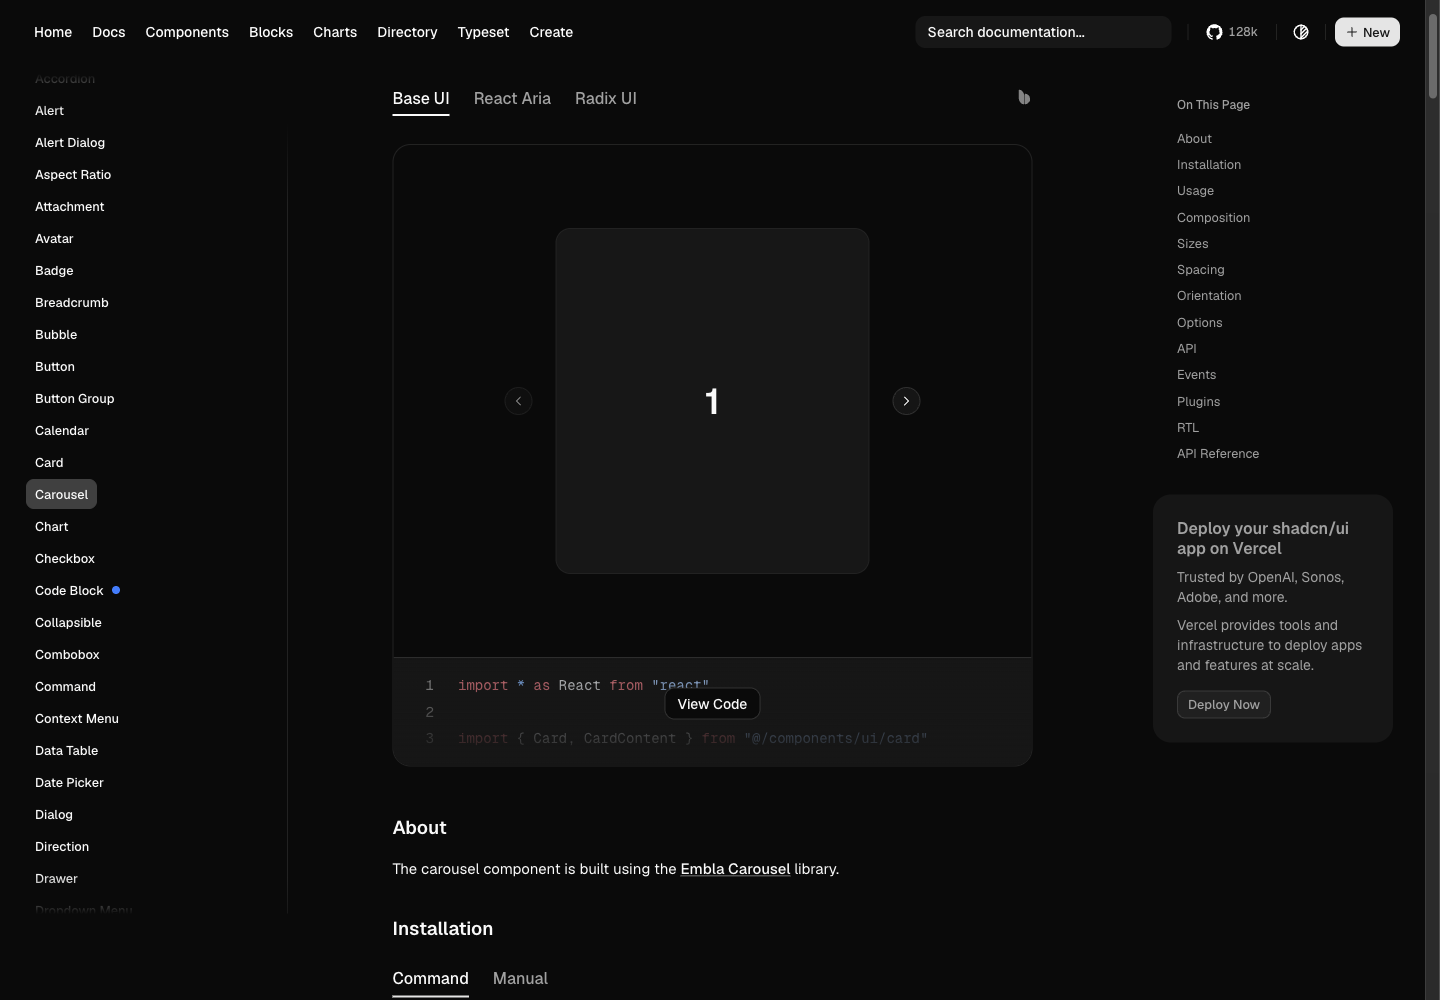 Home Docs Components Blocks Charts Directory Typeset Create
Search documentation...
128k
New
Accordion
Alert
Alert Dialog
Aspect Ratio
Attachment
Avatar
Badge
Breadcrumb
Bubble
Button
Button Group
Calendar
Card
Carousel
Chart
Checkbox
Code Block
Collapsible
Combobox
Command
Context Menu
Data Table
Date Picker
Dialog
Direction
Drawer
Dropdown Menu
Base UI React Aria Radix UI
1
1 import * as React from "react"
View Code
2
3 import { Card, CardContent } from "@/components/ui/card"
About
The carousel component is built using the Embla Carousel library.
Installation
Command Manual
On This Page
About
Installation
Usage
Composition
Sizes
Spacing
Orientation
Options
API
Events
Plugins
RTL
API Reference
Deploy your shadcn/ui
app on Vercel
Trusted by OpenAI, Sonos,
Adobe, and more.
Vercel provides tools and
infrastructure to deploy apps
and features at scale.
Deploy Now